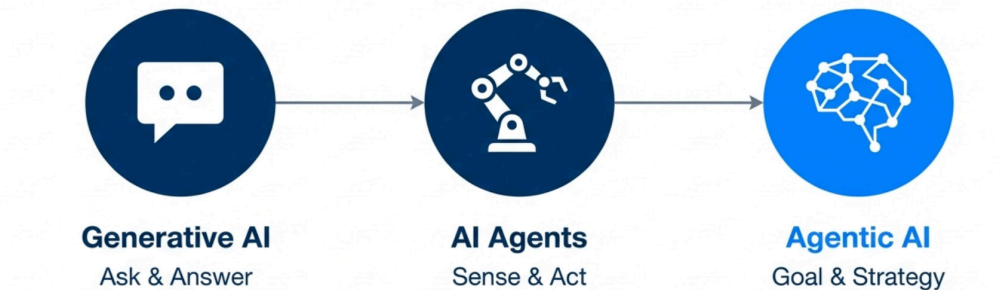 Generative AI
Ask & Answer
AI Agents
Sense & Act
Agentic AI
Goal & Strategy